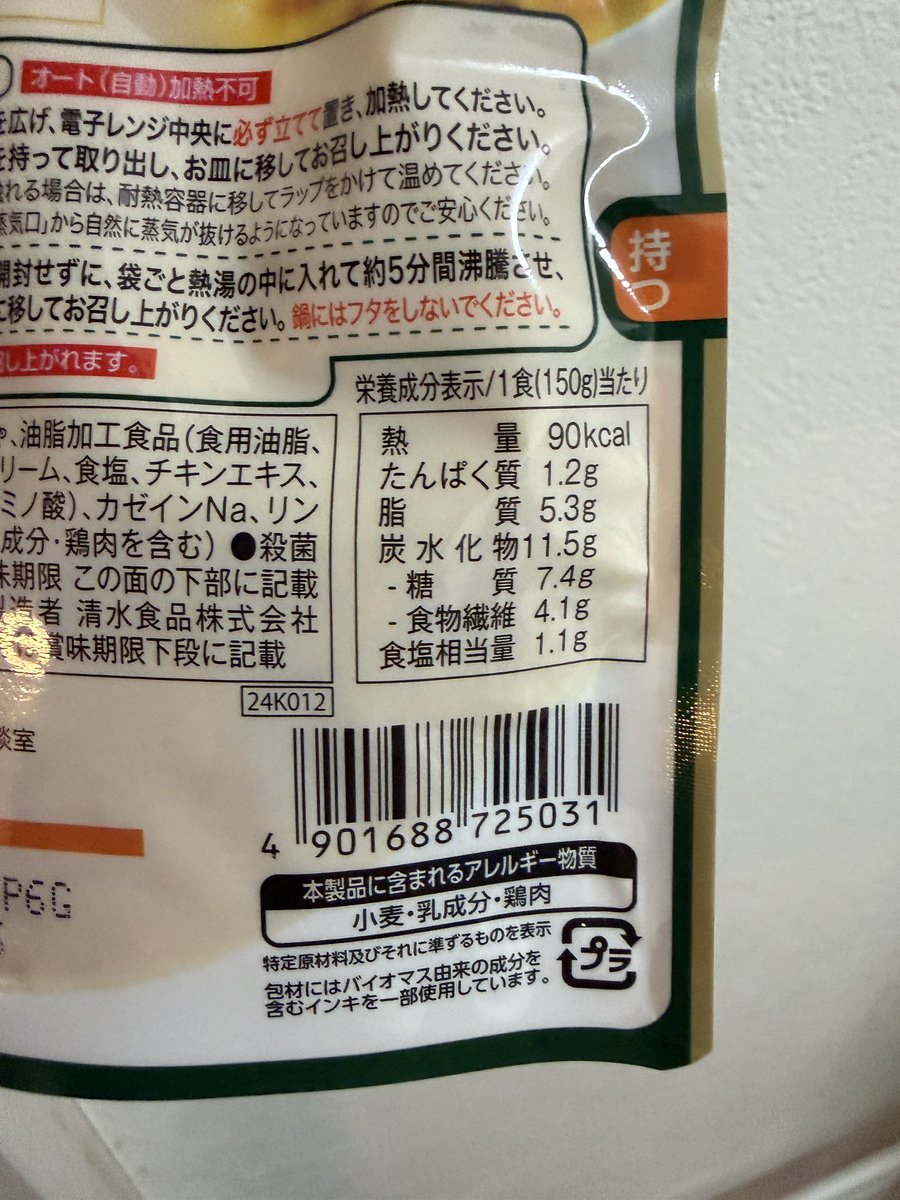 オート(自動)加熱不可
を広げ、電子レンジ中央に必ず立てて置き、加熱してください。
を持って取り出し、お皿に移してお召し上がりください。
れる場合は、耐熱容器に移してラップをかけて温めてください。
蒸気口」から自然に蒸気が抜けるようになっていますのでご安心ください。
開封せずに、袋ごと熱湯の中に入れて約5分間沸騰させ、
に移してお召し上がりください。鍋にはフタをしないでください。
し上がれます。
持つ
栄養成分表示/1食(150g)当たり
熱量 90kcal
たんぱく質 1.2g
脂質 5.3g
炭水化物 11.5g
-糖質 7.4g
-食物繊維 4.1g
食塩相当量 1.1g
、油脂加工食品(食用油脂、
リーム、食塩、チキンエキス、
ミノ酸)、カゼインNa、リン
成分・鶏肉を含む) ●殺菌
味期限 この面の下部に記載
製造者 清水食品株式会社
賞味期限下段に記載
24K012
談室
4 901688 725031
P6G
本製品に含まれるアレルギー物質
小麦・乳成分・鶏肉
特定原材料及びそれに準ずるものを表示
包材にはバイオマス由来の成分を
含むインキを一部使用しています。
プラ